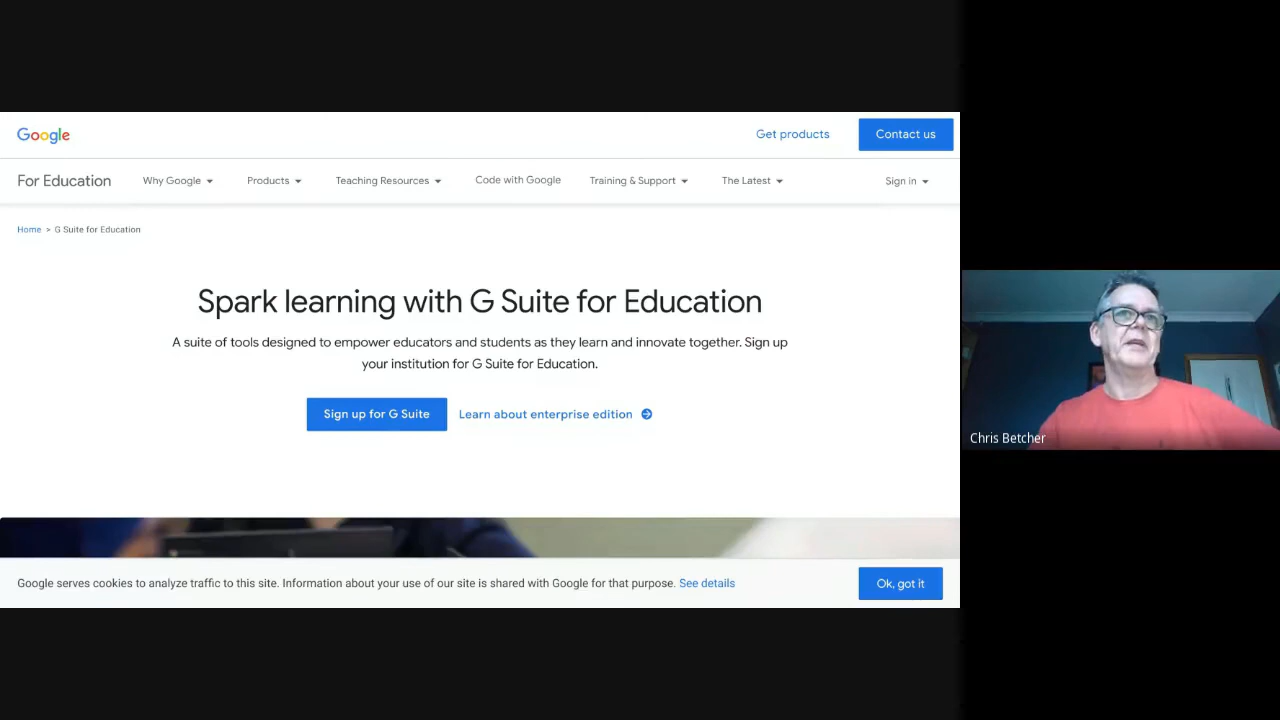 Google
Get products
Contact us
For Education
Why Google
Products
Teaching Resources
Code with Google
Training & Support
The Latest
Sign in
Home > G Suite for Education
Spark learning with G Suite for Education
A suite of tools designed to empower educators and students as they learn and innovate together. Sign up
your institution for G Suite for Education.
Sign up for G Suite
Learn about enterprise edition
Google serves cookies to analyze traffic to this site. Information about your use of our site is shared with Google for that purpose. See details
Ok, got it
Chris Betcher